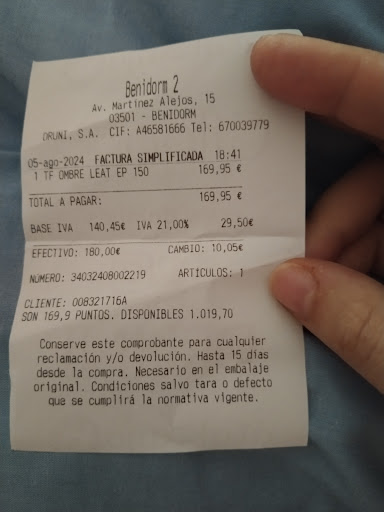 Benidorm 2
Av. Martinez Alejos, 15
03501 - BENIDORM
DRUNI, S.A. CIF: A46581666 Tel: 670039779
05-ago-2024 FACTURA SIMPLIFICADA 18:41
1 TF OMBRE LEAT EP 150 169,95 €
TOTAL A PAGAR: 169,95 €
BASE IVA 140,45€ IVA 21,00% 29,50€
EFECTIVO: 180,00€ CAMBIO: 10,05€
NÚMERO: 34032408002219 ARTICULOS: 1
CLIENTE: 008321716A
SON 169,9 PUNTOS. DISPONIBLES 1.019,70
Conserve este comprobante para cualquier
reclamación y/o devolución. Hasta 15 días
desde la compra. Necesario en el embalaje
original. Condiciones salvo tara o defecto
que se cumplirá la normativa vigente.